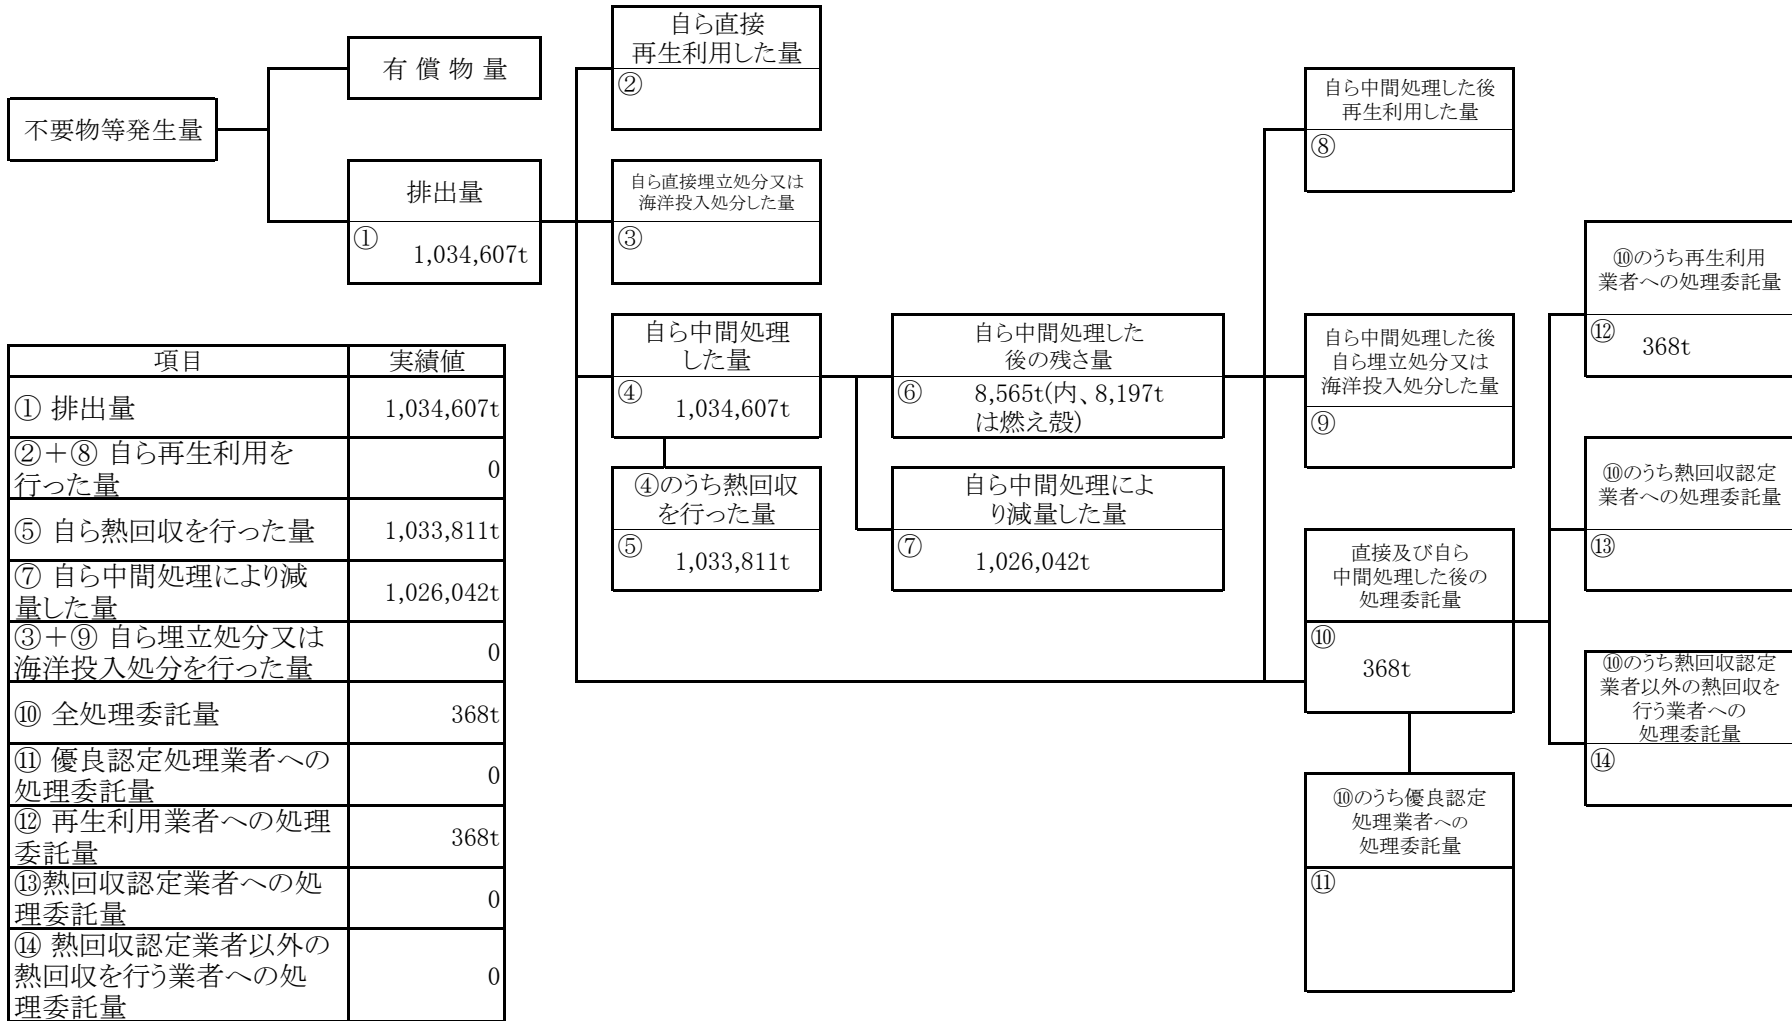 不要物等発生量
有 償 物 量
排出量
① 1,034,607t
自ら直接
再生利用した量
②
自ら直接埋立処分又は
海洋投入処分した量
③
自ら中間処理
した量
④ 1,034,607t
④のうち熱回収
を行った量
⑤ 1,033,811t
自ら中間処理した
後の残さ量
⑥ 8,565t(内、8,197t
は燃え殻)
自ら中間処理によ
り減量した量
⑦ 1,026,042t
自ら中間処理した後
再生利用した量
⑧
自ら中間処理した後
自ら埋立処分又は
海洋投入処分した量
⑨
直接及び自ら
中間処理した後の
処理委託量
⑩
368t
⑩のうち優良認定
処理業者への
処理委託量
⑪
⑩のうち再生利用
業者への処理委託量
⑫ 368t
⑩のうち熱回収認定
業者への処理委託量
⑬
⑩のうち熱回収認定
業者以外の熱回収を
行う業者への
処理委託量
⑭
項目 実績値
① 排出量 1,034,607t
②＋⑧ 自ら再生利用を
行った量 0
⑤ 自ら熱回収を行った量 1,033,811t
⑦ 自ら中間処理により減
量した量 1,026,042t
③＋⑨ 自ら埋立処分又は
海洋投入処分を行った量 0
⑩ 全処理委託量 368t
⑪ 優良認定処理業者への
処理委託量 0
⑫ 再生利用業者への処理
委託量 368t
⑬熱回収認定業者への処
理委託量 0
⑭ 熱回収認定業者以外の
熱回収を行う業者への処
理委託量 0